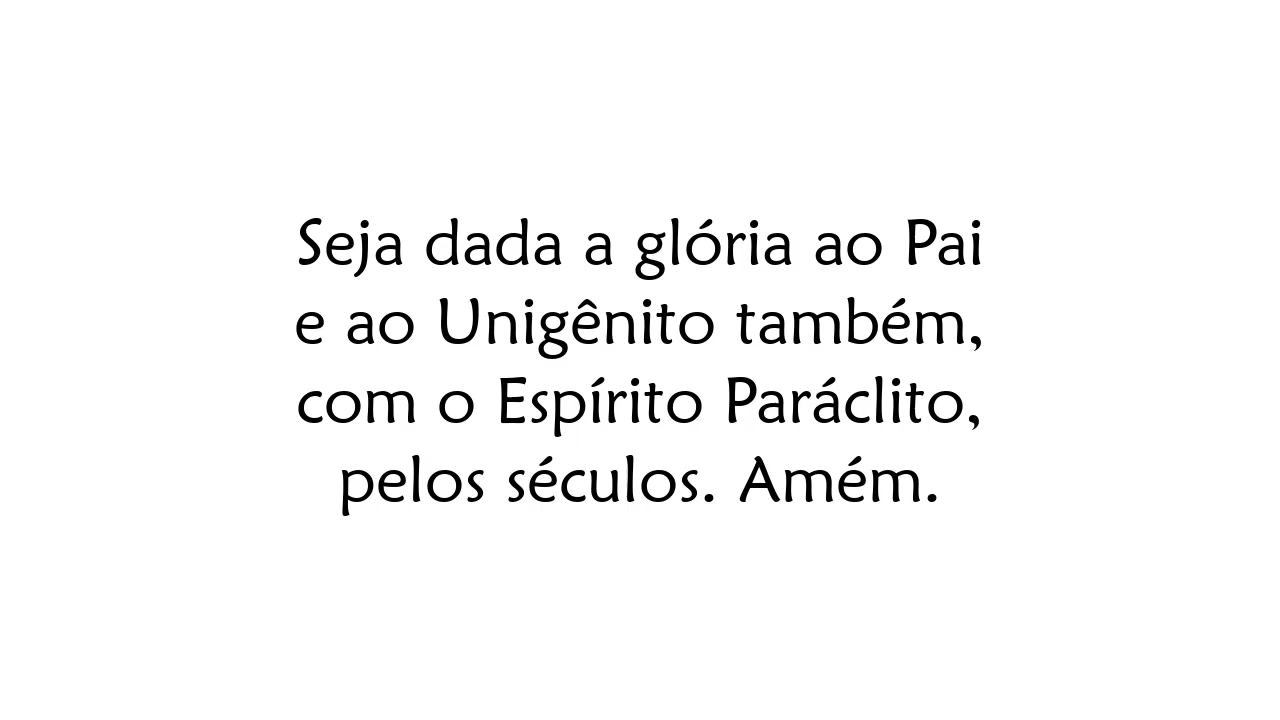 Seja dada a glória ao Pai
e ao Unigênito também,
com o Espírito Paráclito,
pelos séculos. Amém.